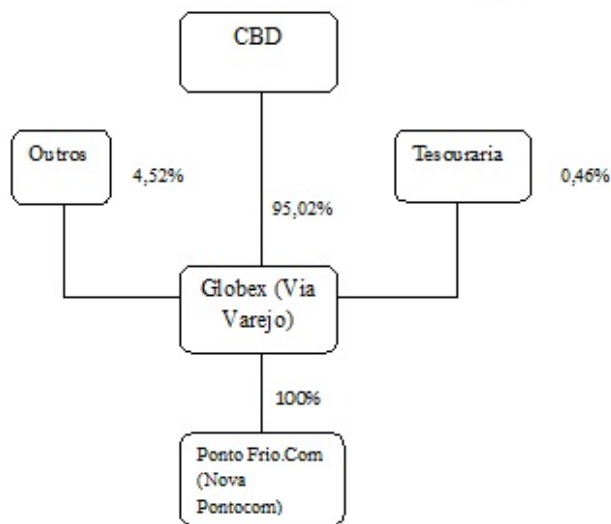 CBD
Outros
4,52%
95,02%
Tesouraria
0,46%
Globex (Via
Varejo)
100%
Ponto Frio.Com
(Nova
Pontocom)